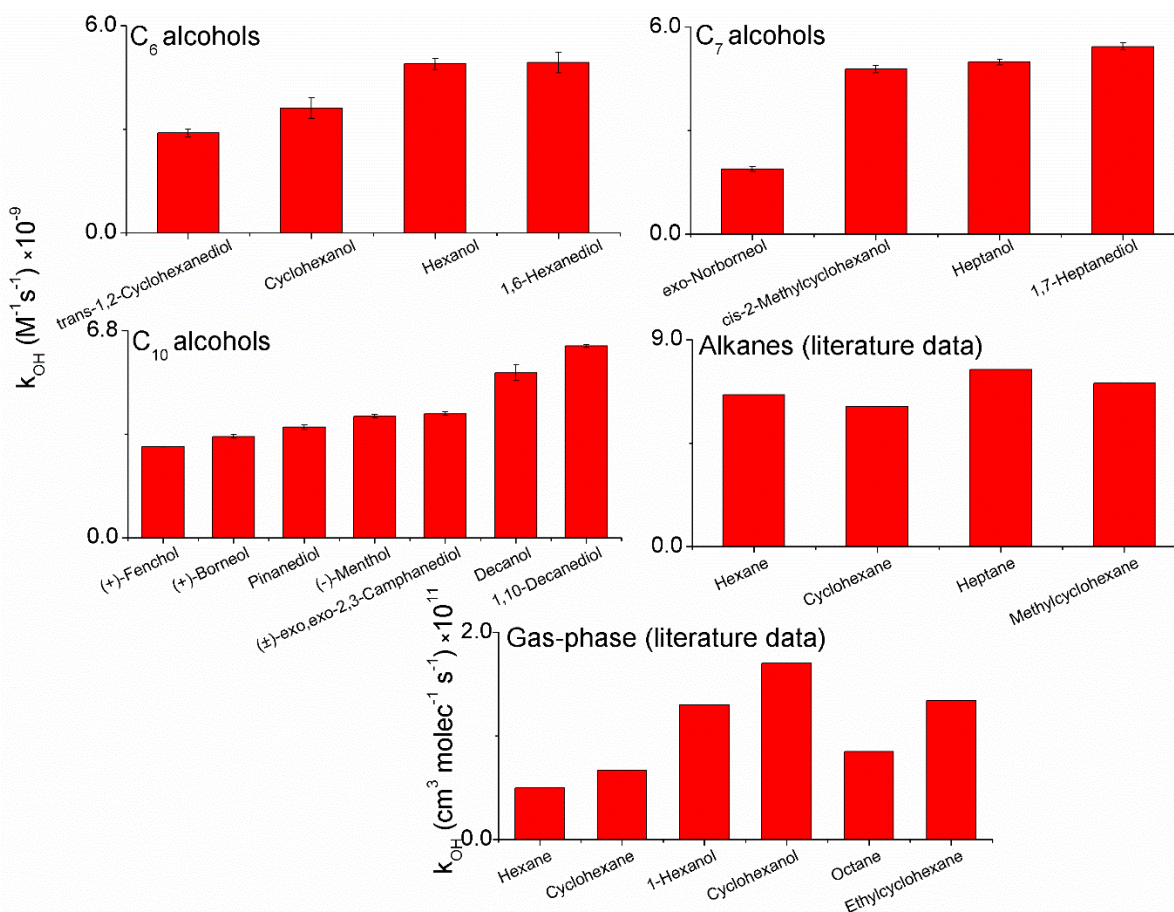 6.0
C6 alcohols
0.0
trans-1,2-Cyclohexanediol
Cyclohexanol
Hexanol
1,6-Hexanediol
6.0
C7 alcohols
0.0
exo-Norborneol
cis-2-Methylcyclohexanol
Heptanol
1,7-Heptanediol
kOH (M⁻¹s⁻¹) ×10⁻⁹
6.8
C10 alcohols
6.0
(+)-Fenchol
(+)-Borneol
Pinanediol
(-)-Menthol
(±)-exo,exo-2,3-Camphanediol
Decanol
1,10-Decanediol
9.0
Alkanes (literature data)
0.0
Hexane
Cyclohexane
Heptane
Methylcyclohexane
kOH (cm³ molec⁻¹ s⁻¹) ×10¹¹
2.0
Gas-phase (literature data)
0.0
Hexane
Cyclohexane
1-Hexanol
Cyclohexanol
Octane
Ethylcyclohexane